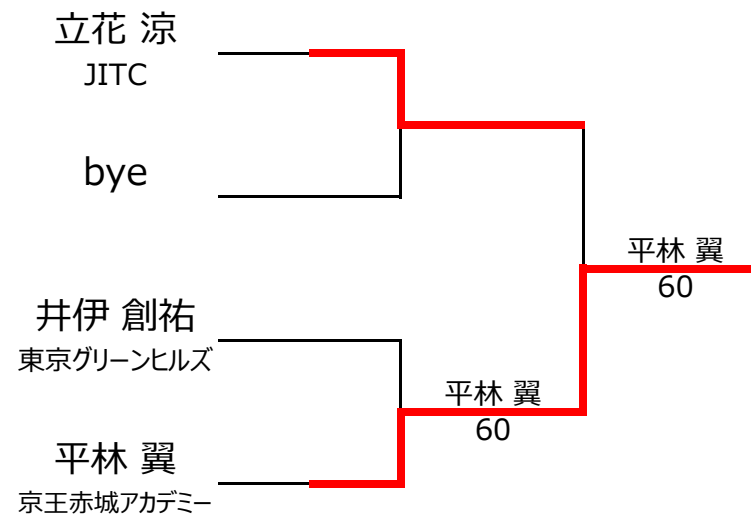 立花 涼
JITC
bye
井伊 創祐
東京グリーンヒルズ
平林 翼
京王赤城アカデミー
平林 翼
60
平林 翼
60